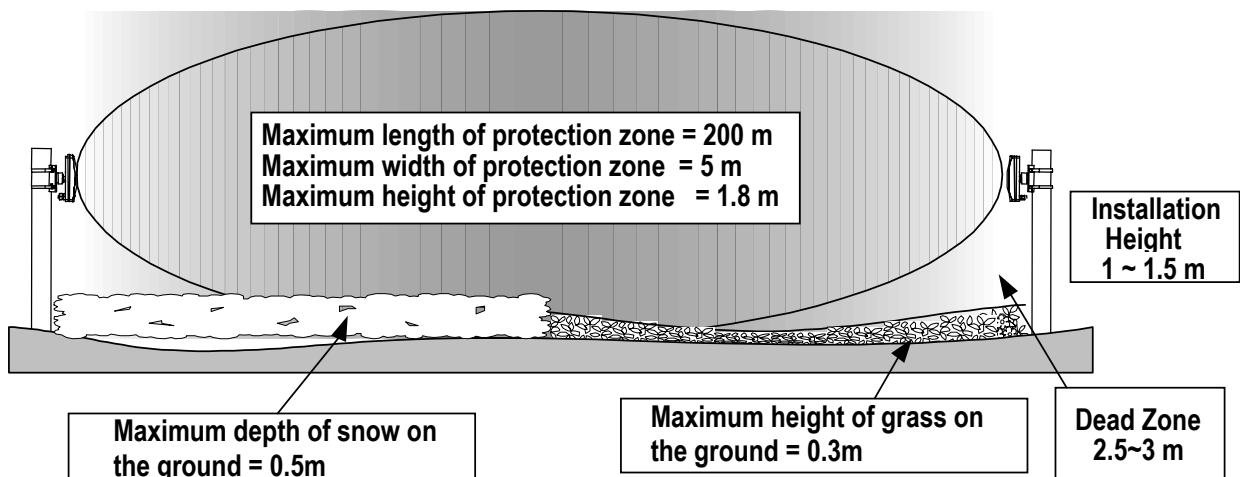 Maximum length of protection zone = 200 m
Maximum width of protection zone = 5 m
Maximum height of protection zone = 1.8 m
Installation
Height
1 ~ 1.5 m
Maximum depth of snow on
the ground = 0.5m
Maximum height of grass on
the ground = 0.3m
Dead Zone
2.5~3 m